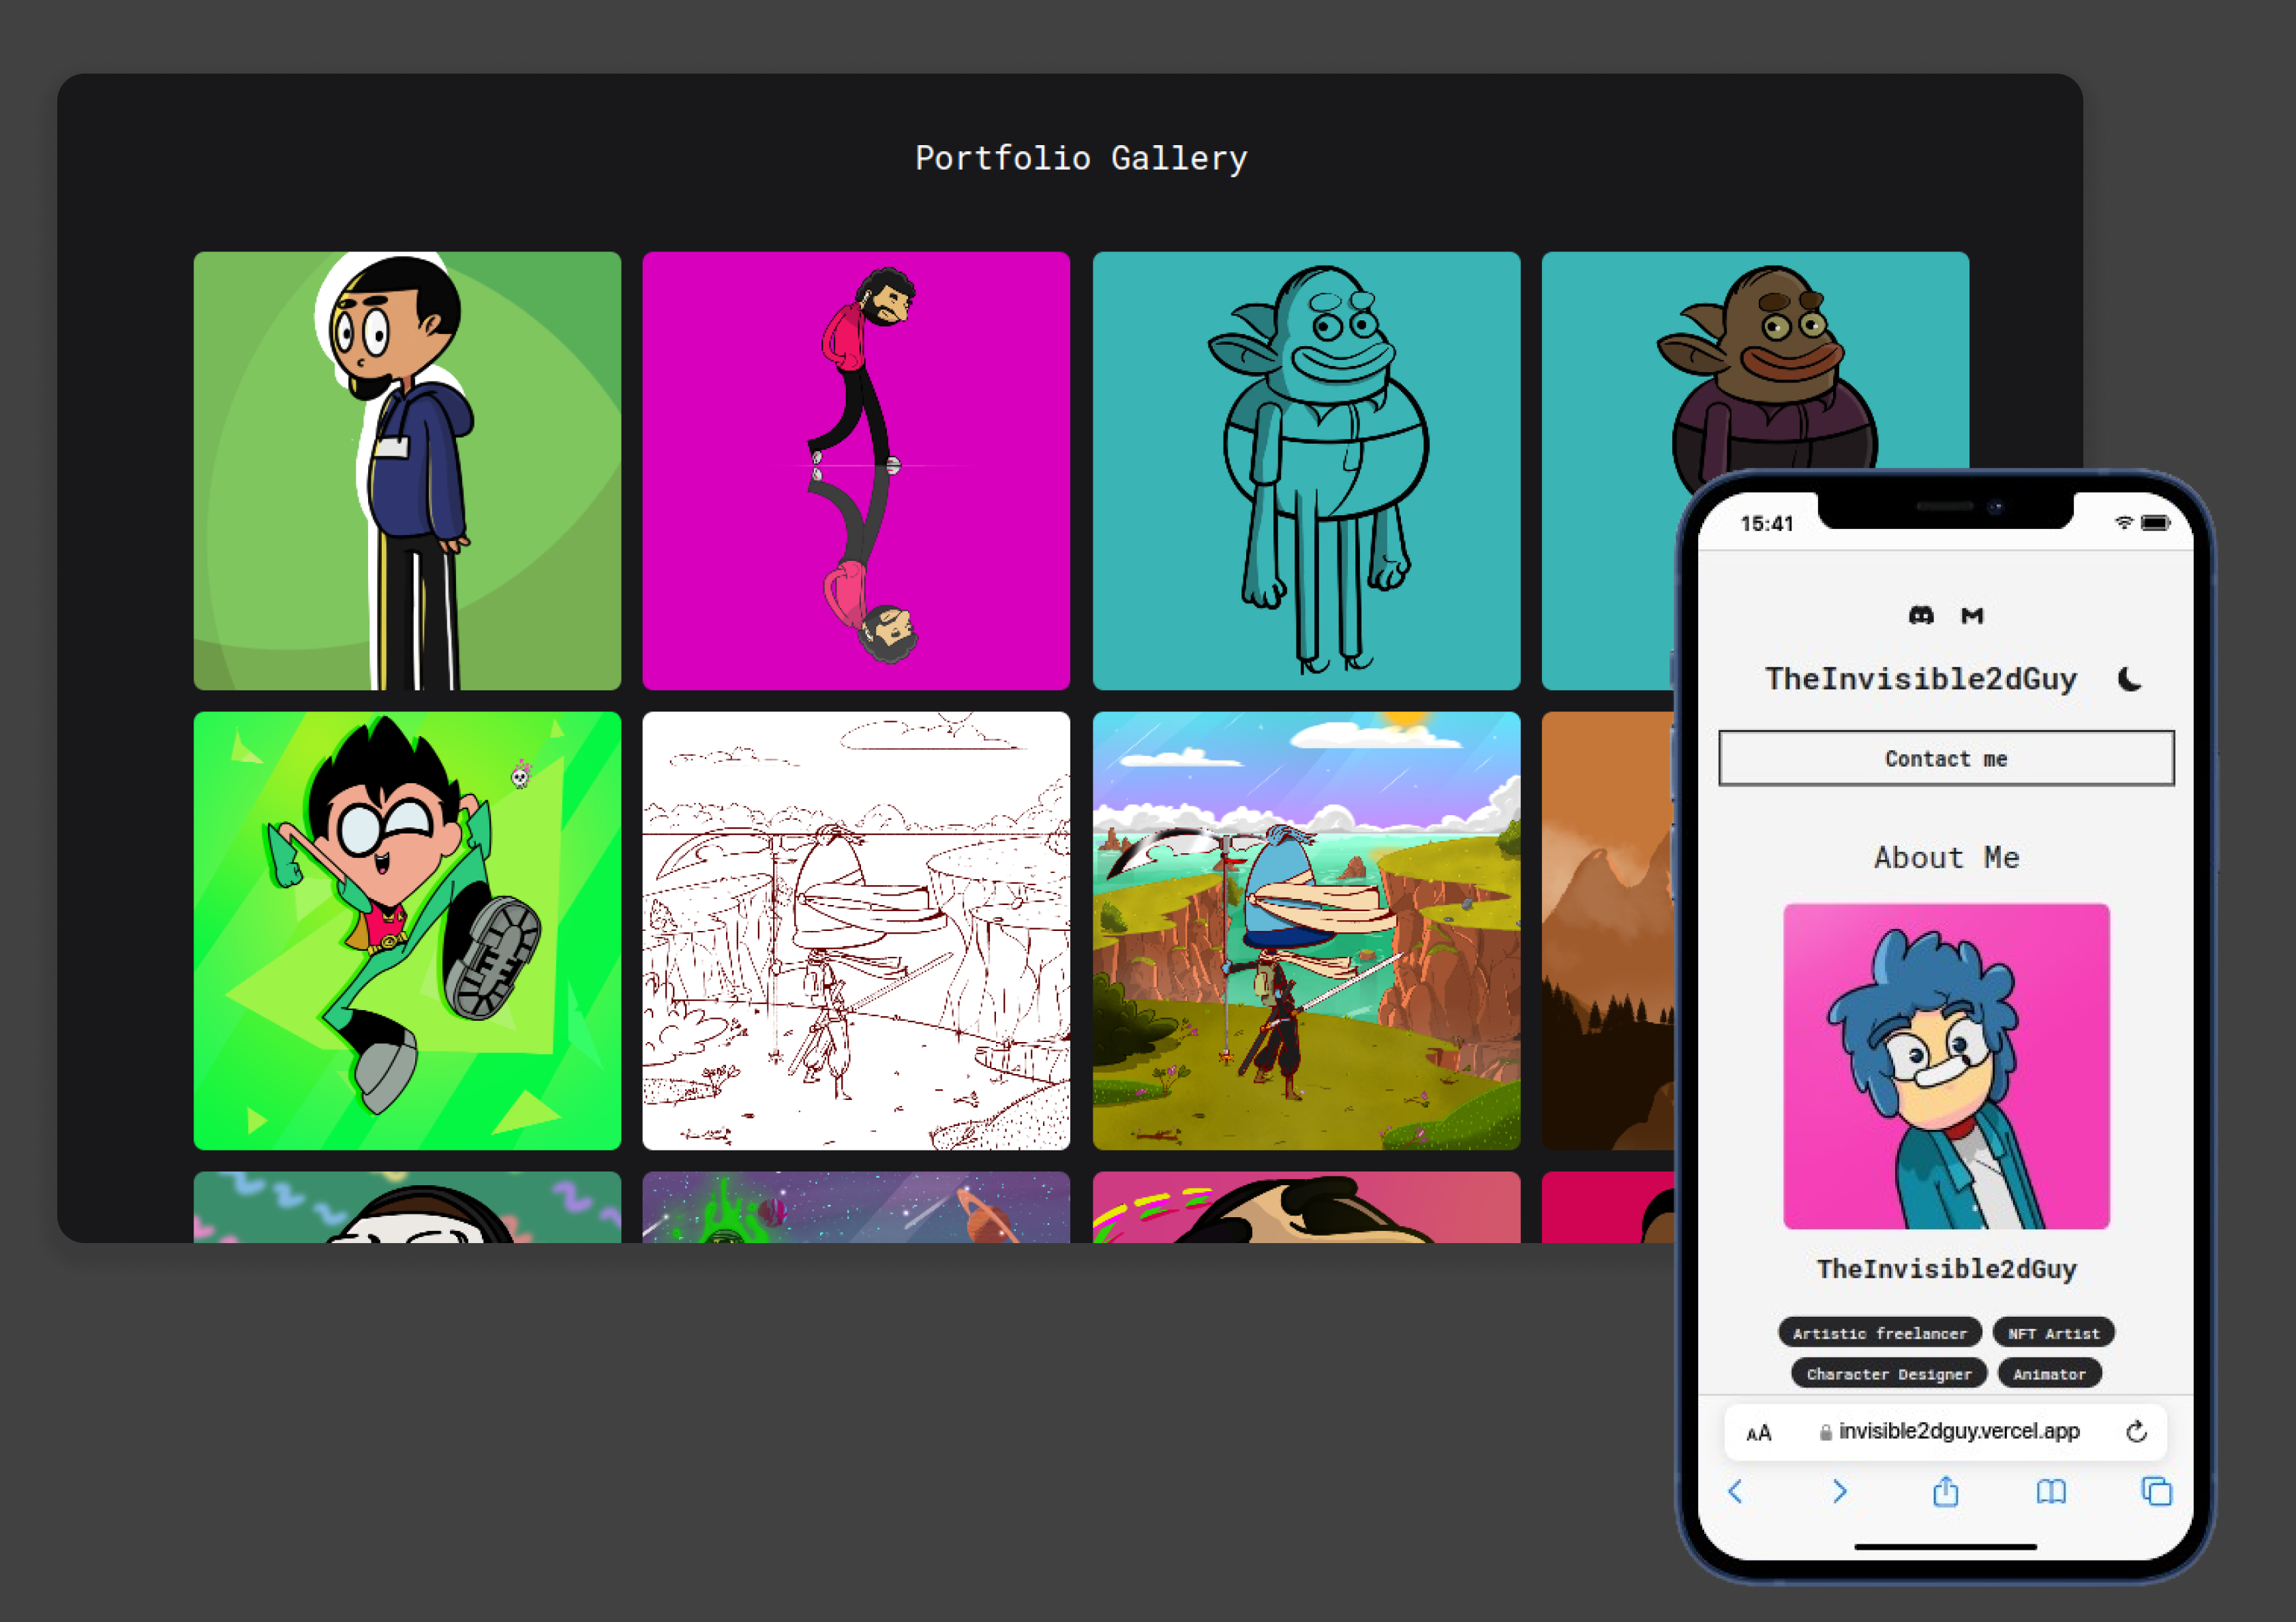 Portfolio Gallery
15:41
TheInvisible2dGuy
Contact me
About Me
TheInvisible2dGuy
Artistic freelancer NFT Artist
Character Designer Animator
AA invisible2dguy.vercel.app